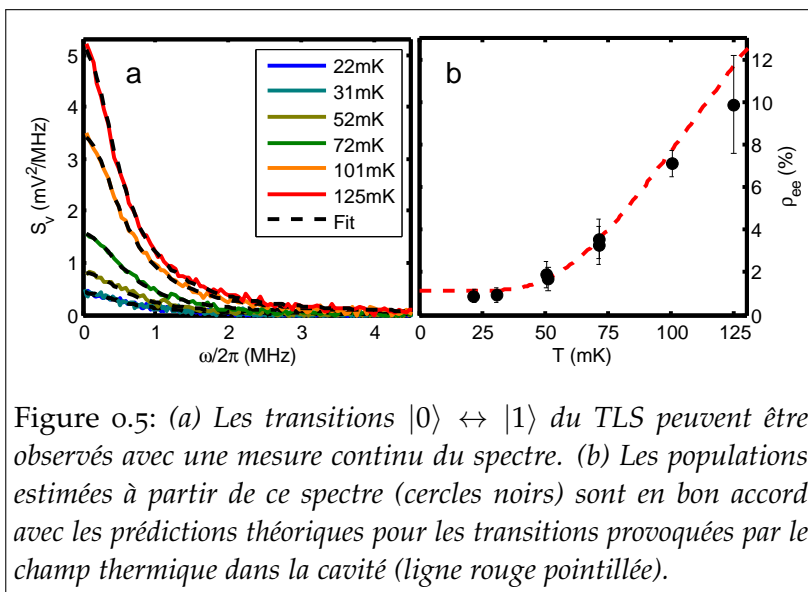 a
b
22mK
31mK
52mK
72mK
101mK
125mK
Fit
S_v (mV²/MHz)
5
4
3
2
1
0
0 1 2 3 4
ω/2π (MHz)
12
10
8
6
4
2
0
ρ_ee (%)
0 25 50 75 100 125
T (mK)
Figure 0.5: (a) Les transitions |0⟩ ↔ |1⟩ du TLS peuvent être
observés avec une mesure continu du spectre. (b) Les populations
estimées à partir de ce spectre (cercles noirs) sont en bon accord
avec les prédictions théoriques pour les transitions provoquées par le
champ thermique dans la cavité (ligne rouge pointillée).